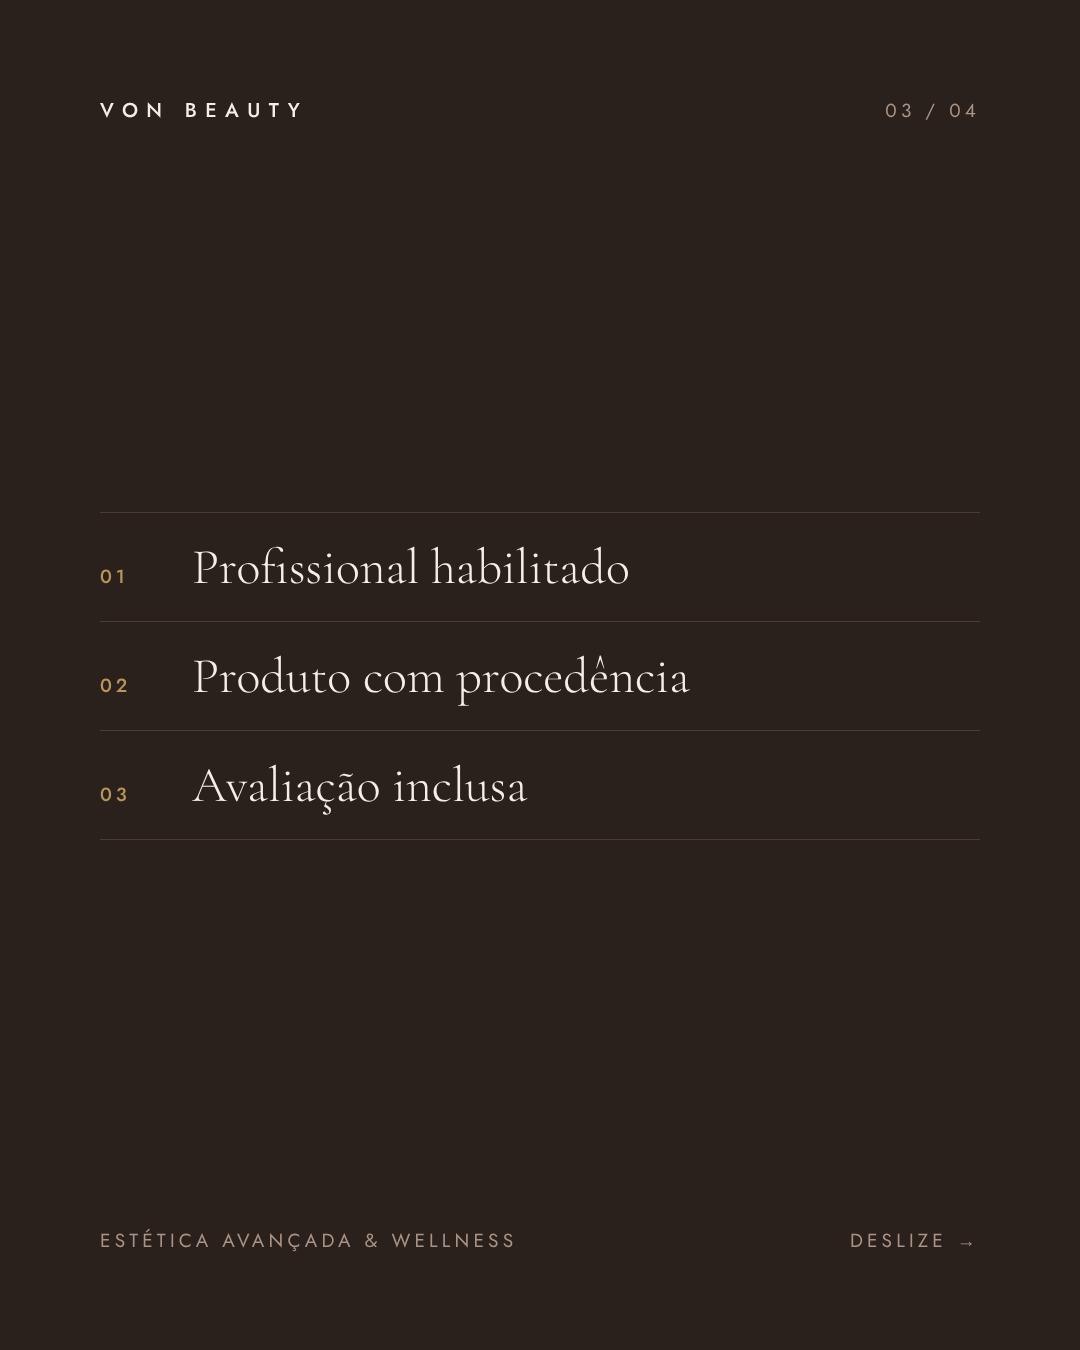 VON BEAUTY
03 / 04
01 Profissional habilitado
02 Produto com procedência
03 Avaliação inclusa
ESTÉTICA AVANÇADA & WELLNESS
DESLIZE →